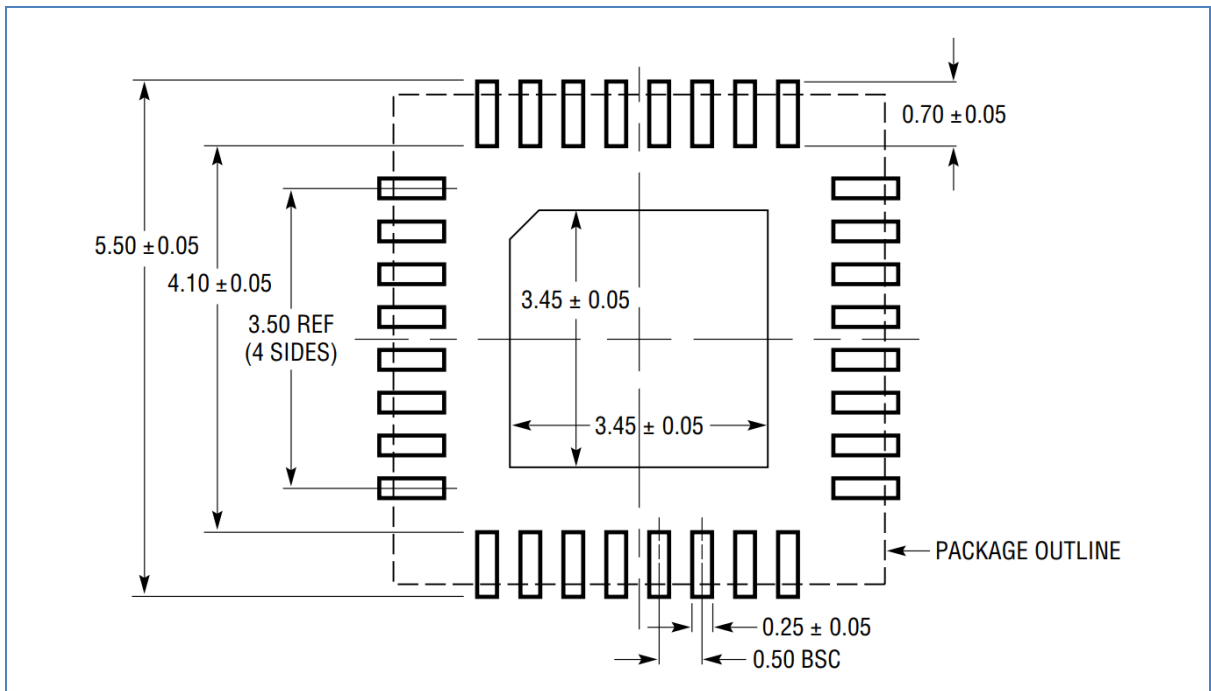 0.70 ±0.05
5.50 ±0.05
4.10 ±0.05
3.45 ± 0.05
3.50 REF
(4 SIDES)
3.45 ± 0.05
PACKAGE OUTLINE
0.25 ± 0.05
0.50 BSC